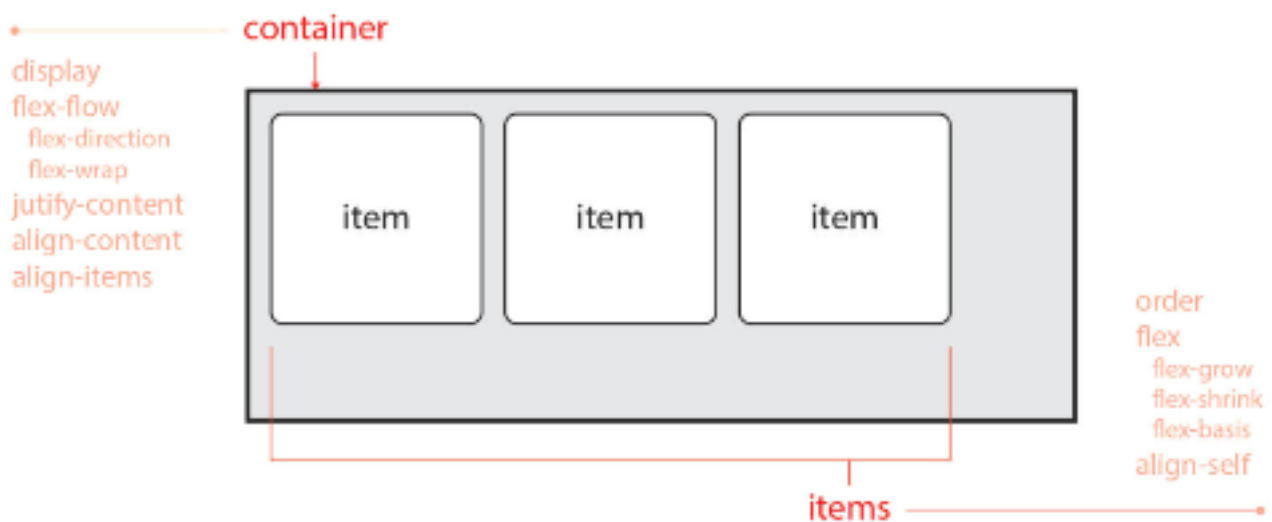 container
display
flex-flow
flex-direction
flex-wrap
jutify-content
align-content
align-items
item item item
order
flex
flex-grow
flex-shrink
flex-basis
align-self
items